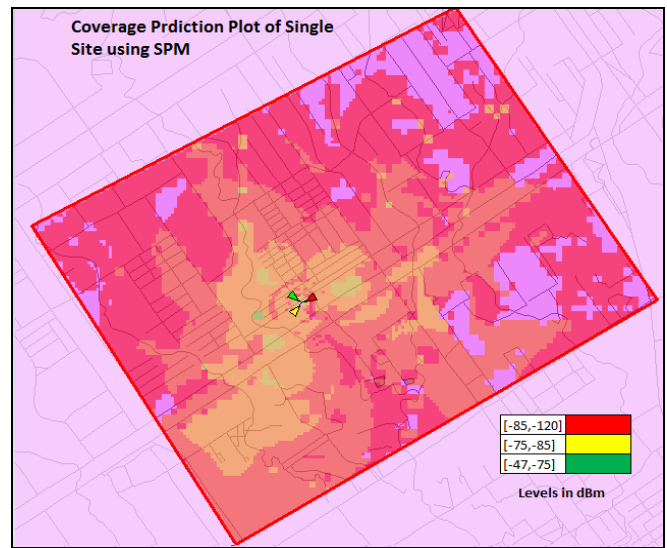 Coverage Prdiction Plot of Single
Site using SPM
[-85,-120]
[-75,-85]
[-47,-75]
Levels in dBm